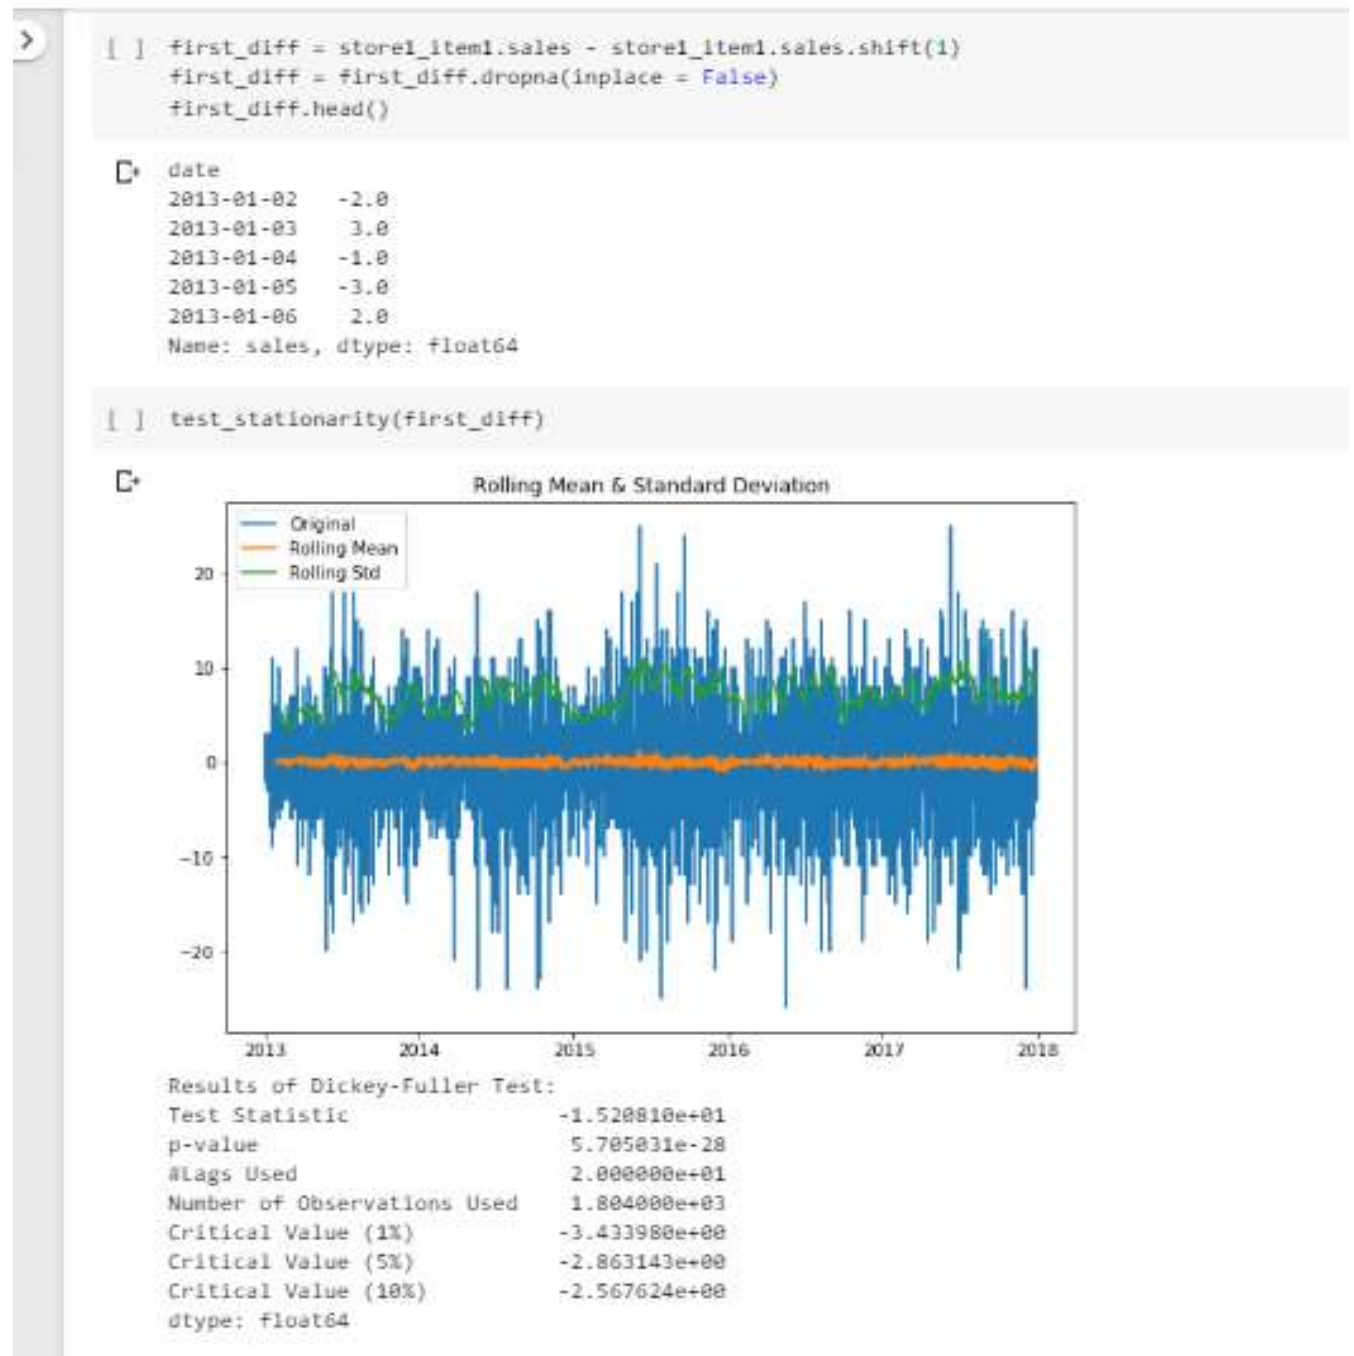 [ ] first_diff = store1_item1.sales - store1_item1.sales.shift(1)
first_diff = first_diff.dropna(inplace = False)
first_diff.head()
date
2013-01-02 -2.0
2013-01-03 3.0
2013-01-04 -1.0
2013-01-05 -3.0
2013-01-06 2.0
Name: sales, dtype: float64
[ ] test_stationarity(first_diff)
Rolling Mean & Standard Deviation
Original
Rolling Mean
Rolling Std
20
10
0
−10
−20
2013 2014 2015 2016 2017 2018
Results of Dickey-Fuller Test:
Test Statistic -1.520810e+01
p-value 5.705031e-28
#Lags Used 2.000000e+01
Number of Observations Used 1.804000e+03
Critical Value (1%) -3.433980e+00
Critical Value (5%) -2.863143e+00
Critical Value (10%) -2.567624e+00
dtype: float64